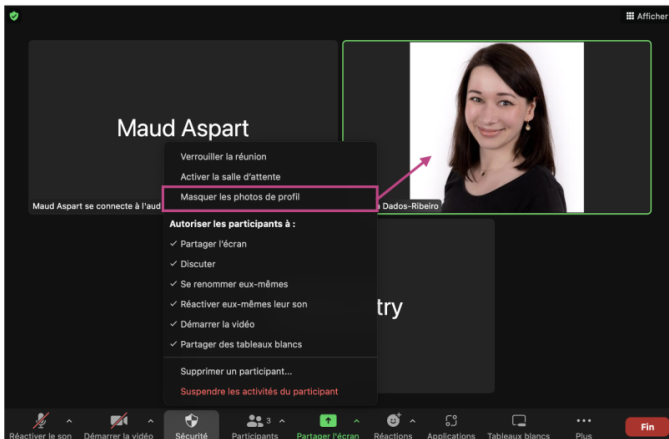 Afficher
Maud Aspart
Verrouiller la réunion
Activer la salle d'attente
Masquer les photos de profil
Maud Aspart se connecte à l'aud
Dados-Ribeiro
Autoriser les participants à :
✓ Partager l'écran
✓ Discuter
✓ Se renommer eux-mêmes
✓ Réactiver eux-mêmes leur son
try
✓ Démarrer la vidéo
✓ Partager des tableaux blancs
Supprimer un participant...
Suspendre les activités du participant
3
Réactiver le son Démarrer la vidéo Sécurité Participants Partager l'écran Réactions Applications Tableaux blancs Plus
Fin